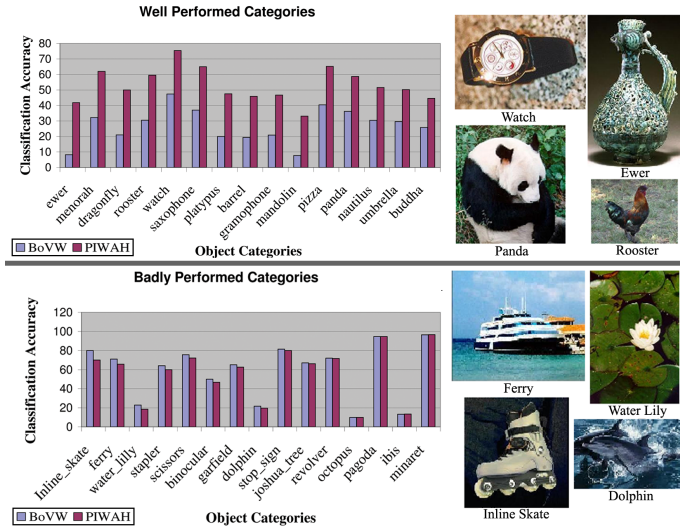 Well Performed Categories
Classification Accuracy
80
70
60
50
40
30
20
10
0
ewer
menorah
dragonfly
rooster
watch
saxophone
platypus
barrel
gramophone
mandolin
pizza
panda
nautilus
umbrella
buddha
BoVW PIWAH
Object Categories
Watch
Ewer
Panda
Rooster
Badly Performed Categories
Classification Accuracy
120
100
80
60
40
20
0
Inline_skate
ferry
water_lilly
stapler
scissors
binocular
garfield
dolphin
stop_sign
joshua_tree
revolver
octopus
pagoda
ibis
minaret
BoVW PIWAH
Object Categories
Ferry
Water Lily
Inline Skate
Dolphin